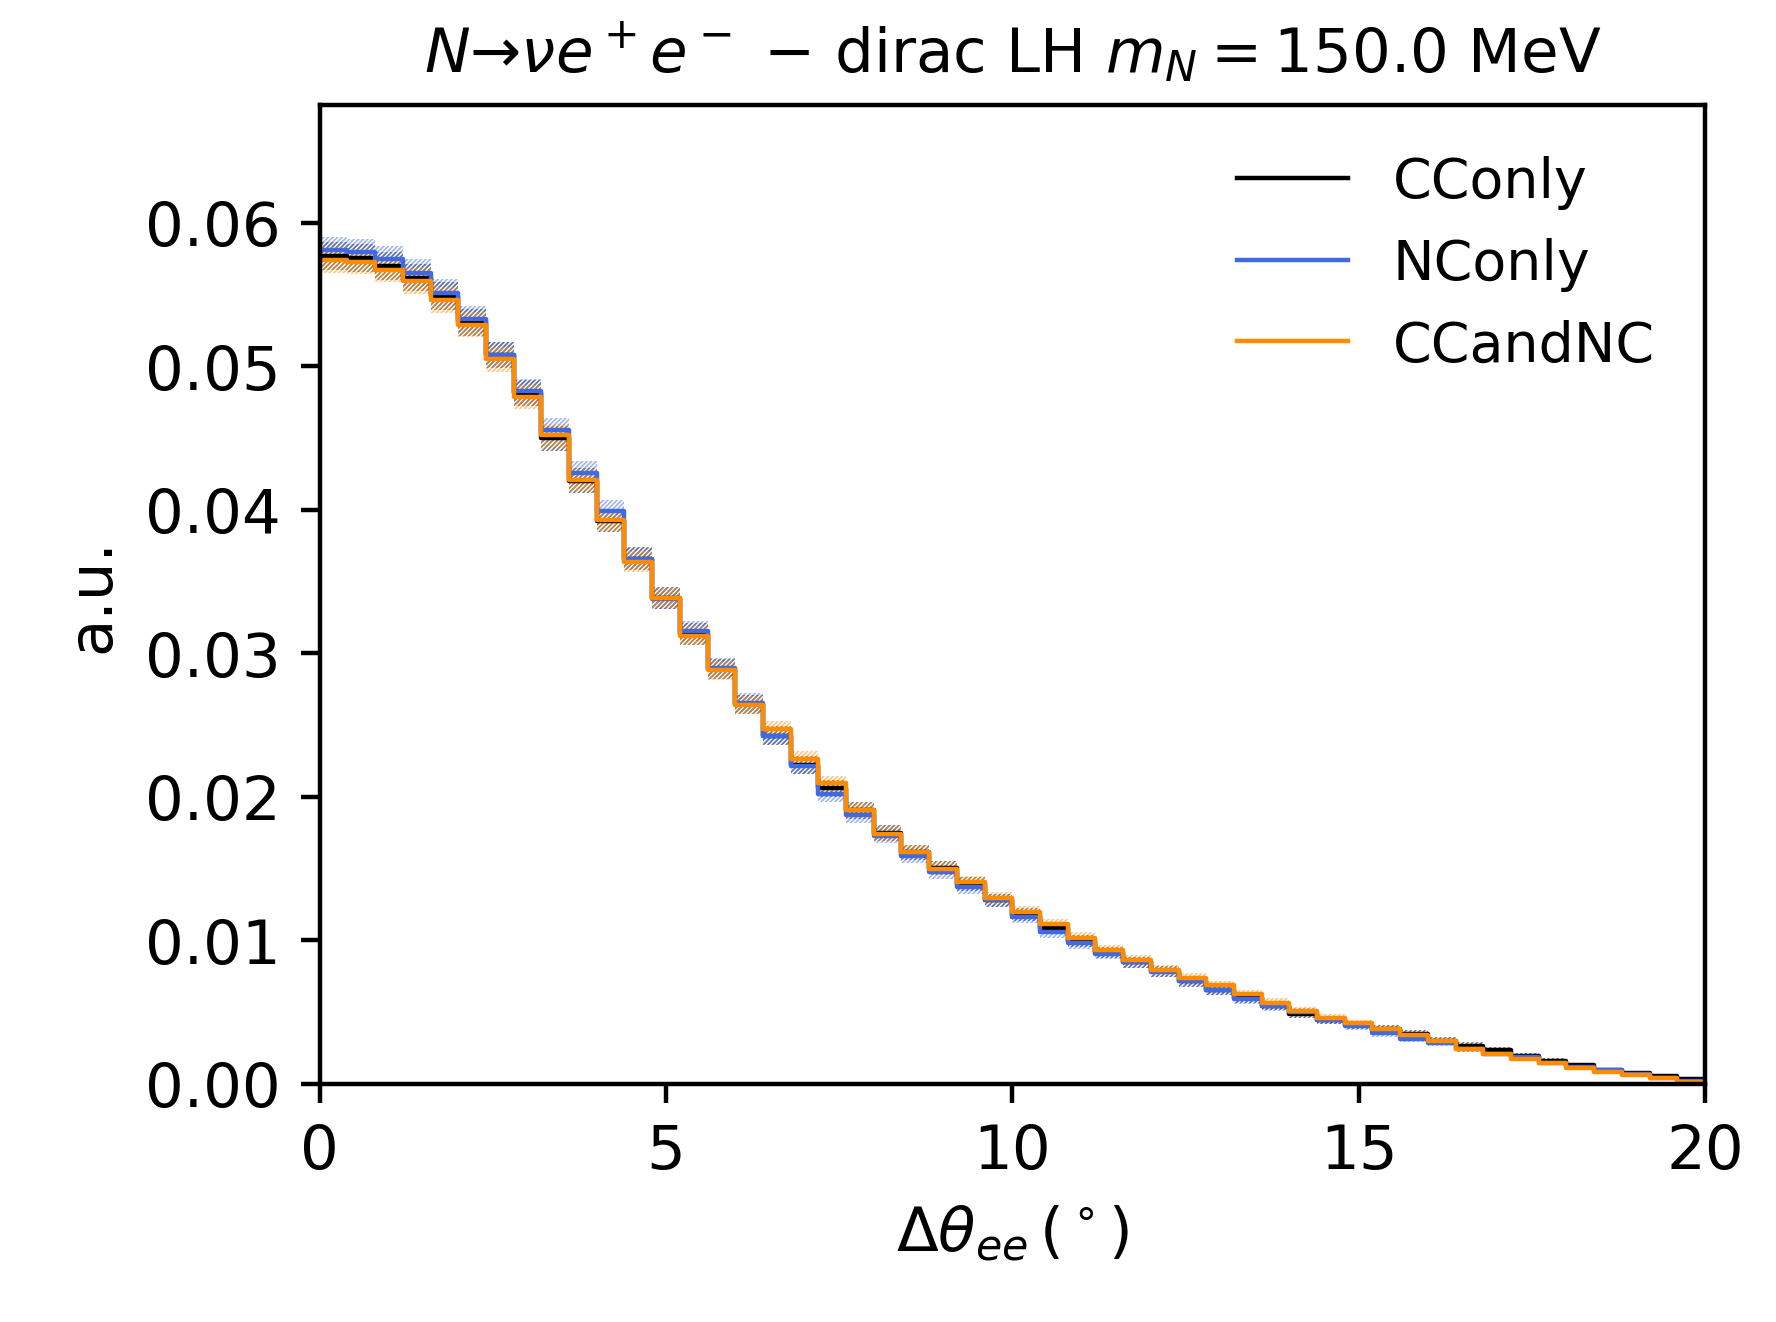 N→νe⁺e⁻ − dirac LH m_N = 150.0 MeV
CConly
NConly
CCandNC
0.06
0.05
0.04
0.03
0.02
0.01
0.00
a.u.
0 5 10 15 20
Δθ_ee (°)